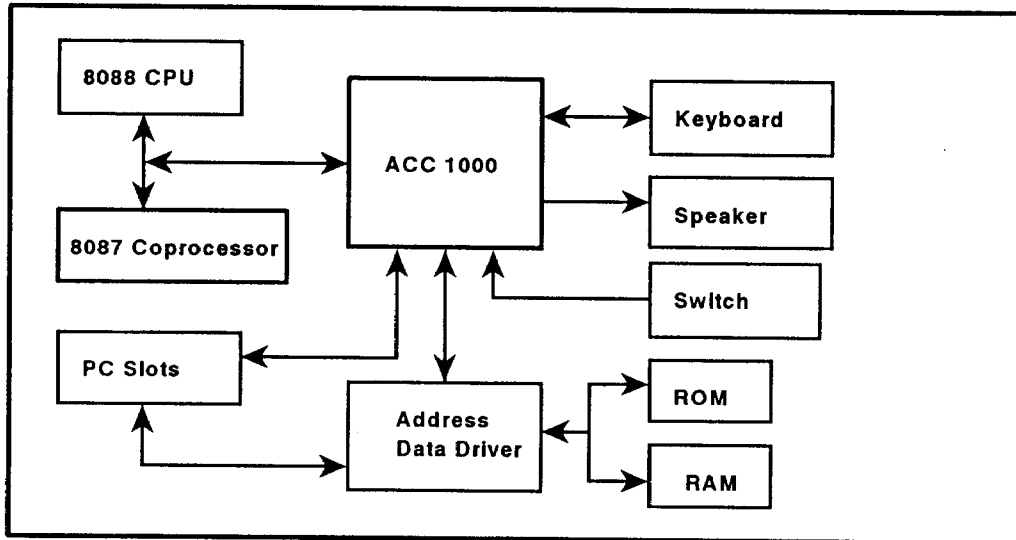 8088 CPU
ACC 1000
Keyboard
Speaker
8087 Coprocessor
Switch
PC Slots
Address
Data Driver
ROM
RAM